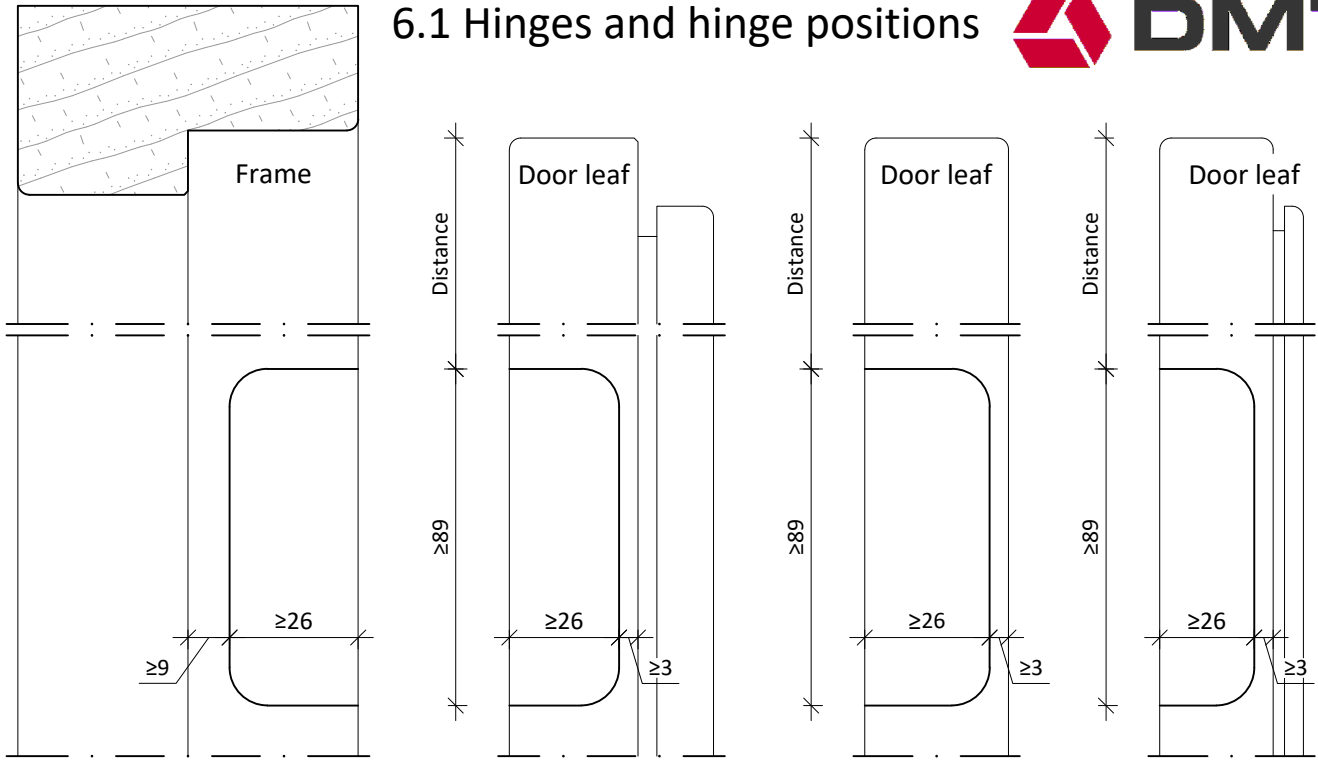 6.1 Hinges and hinge positions
DMT
Frame
Door leaf
Door leaf
Door leaf
Distance
Distance
Distance
≥89
≥89
≥89
≥26
≥26
≥26
≥26
≥9
≥3
≥3
≥3